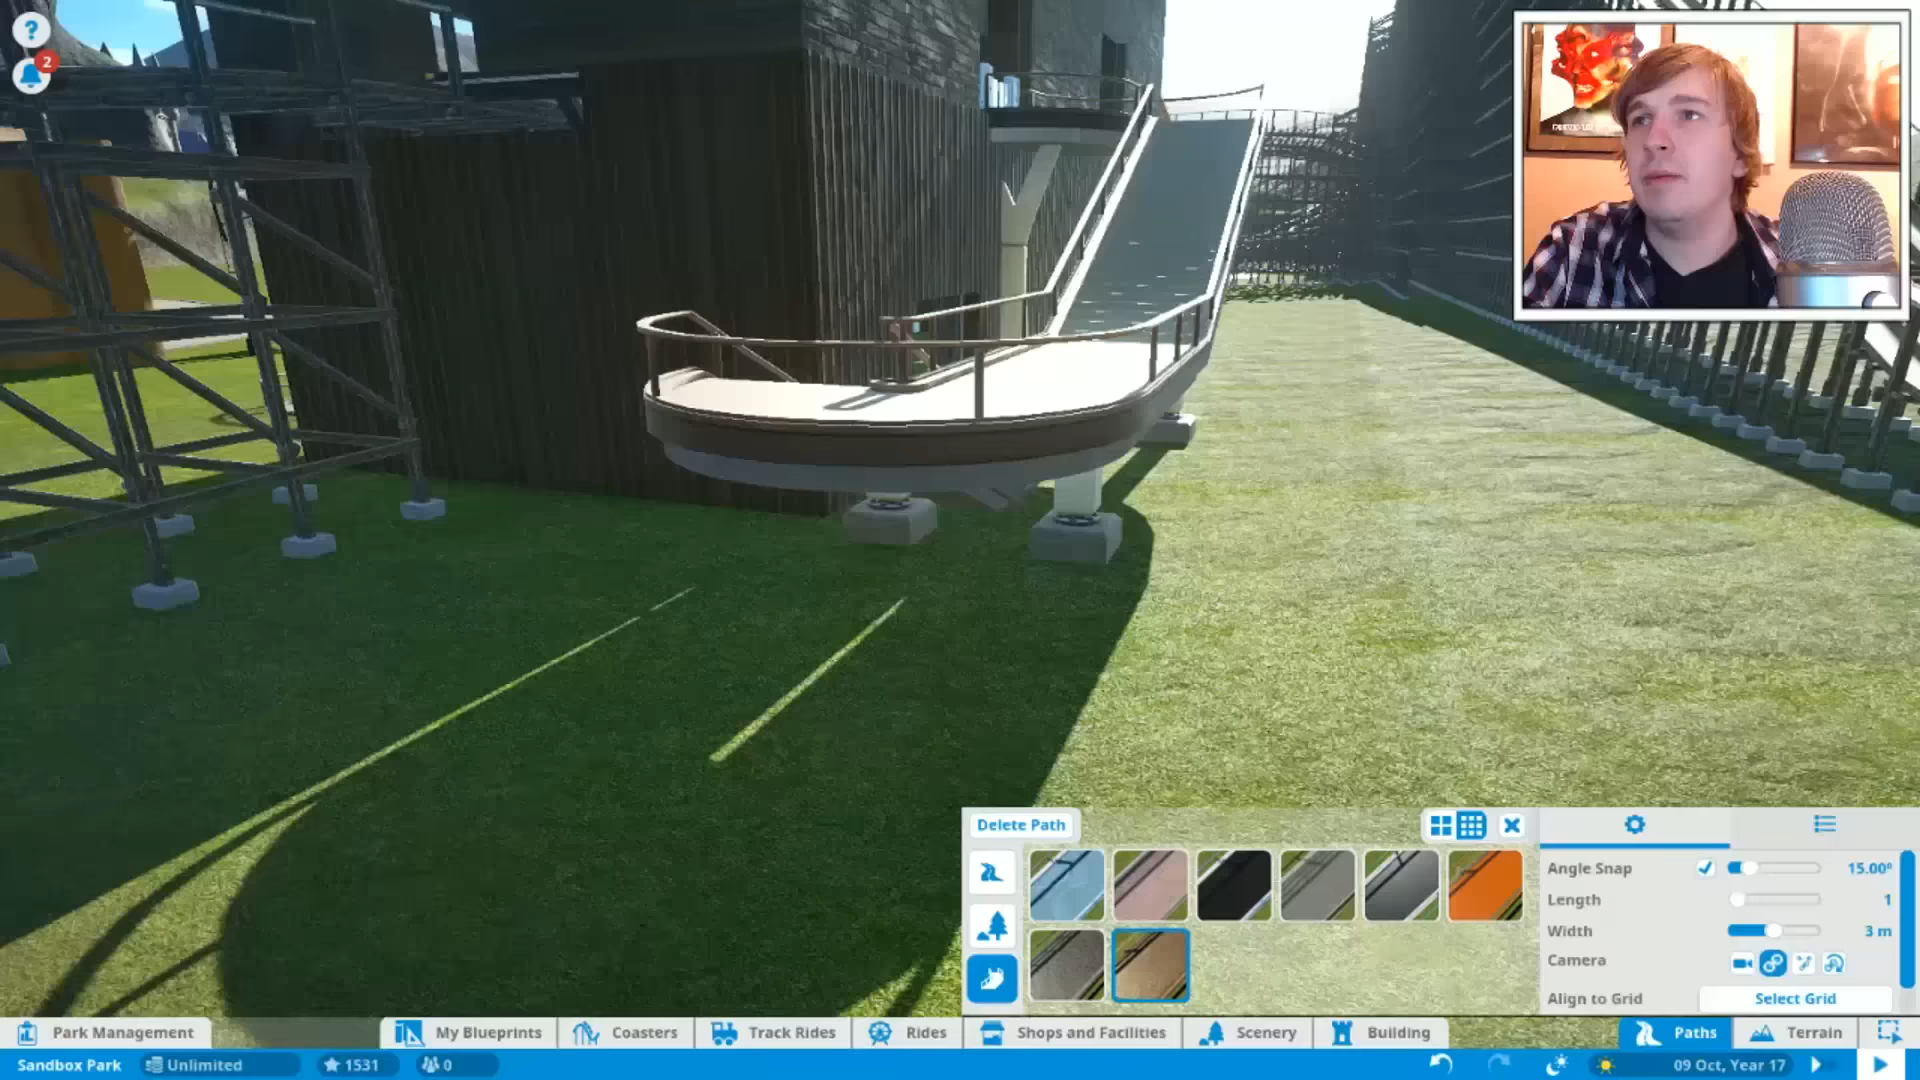 ?
2
Delete Path
Angle Snap 15.00°
Length 1
Width 3 m
Camera
Align to Grid Select Grid
Park Management My Blueprints Coasters Track Rides Rides Shops and Facilities Scenery Building Paths Terrain
Sandbox Park Unlimited 1531 0 09 Oct, Year 17